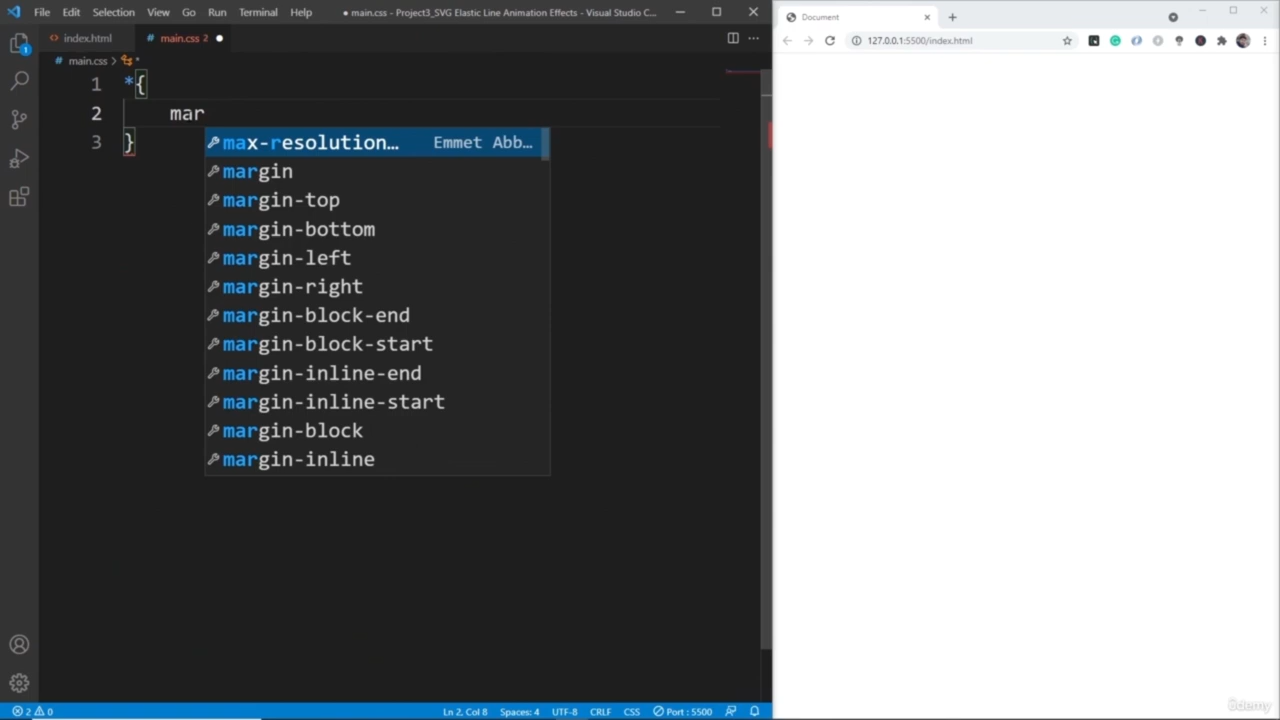 File Edit Selection View Go Run Terminal Help ● main.css - Project3_SVG Elastic Line Animation Effects - Visual Studio C...
index.html main.css 2
main.css
1 *{
2 mar
3 }
max-resolution… Emmet Abb…
margin
margin-top
margin-bottom
margin-left
margin-right
margin-block-end
margin-block-start
margin-inline-end
margin-inline-start
margin-block
margin-inline
1
2 0 Ln 2, Col 8 Spaces: 4 UTF-8 CRLF CSS Port : 5500
Document
127.0.0.1:5500/index.html
ûdemy